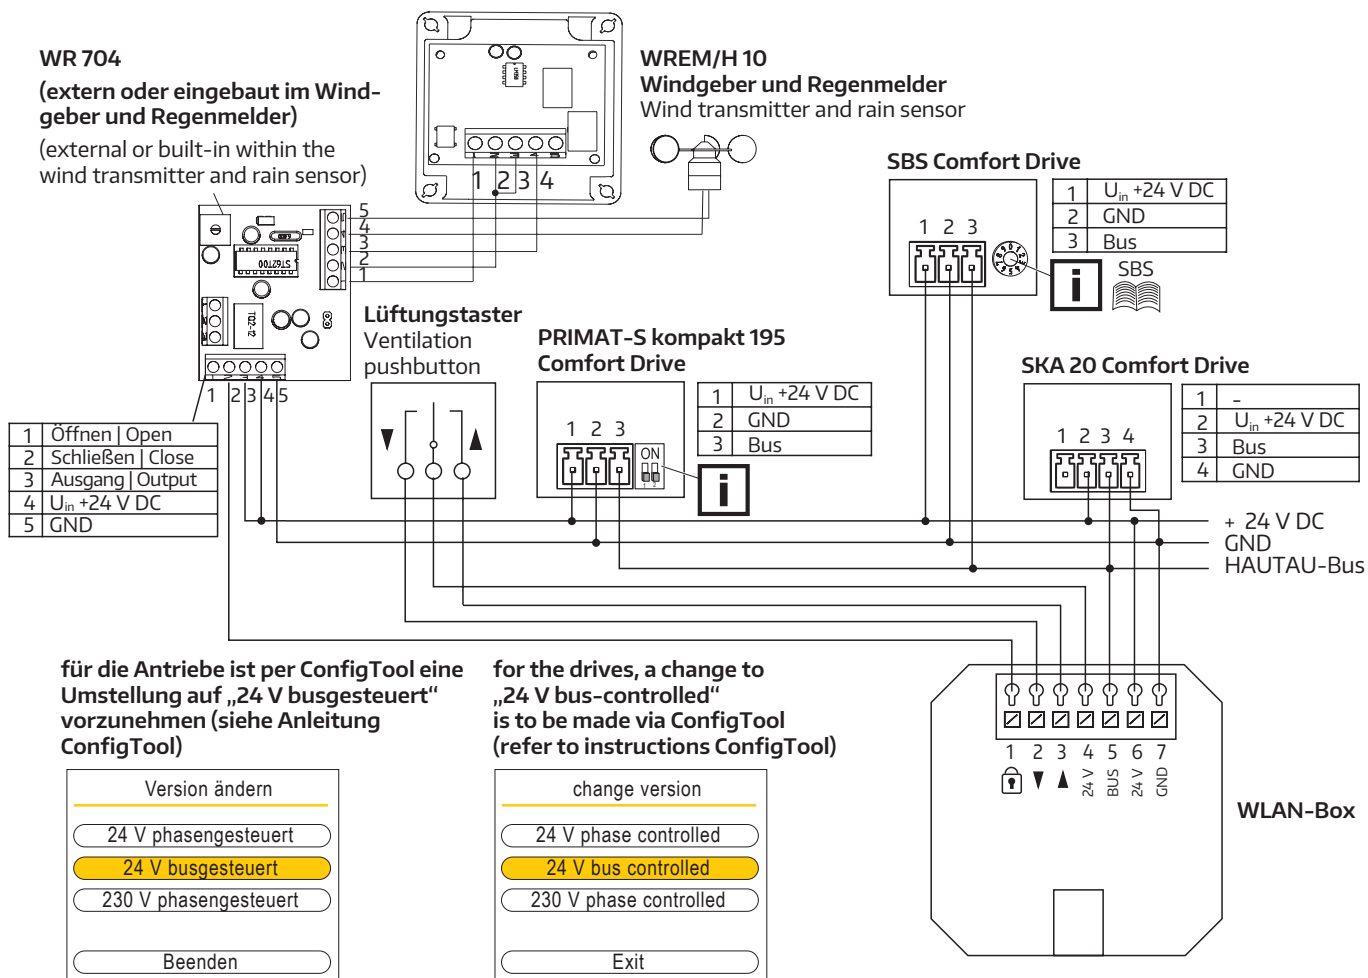 WR 704
(extern oder eingebaut im Wind-
geber und Regenmelder)
(external or built-in within the
wind transmitter and rain sensor)
1 2 3 4
WREM/H 10
Windgeber und Regenmelder
Wind transmitter and rain sensor
5
4
3
2
1
ST62T00
TQ2-12
1 2 3 4 5
1 Öffnen | Open
2 Schließen | Close
3 Ausgang | Output
4 Uin +24 V DC
5 GND
Lüftungstaster
Ventilation
pushbutton
PRIMAT-S kompakt 195
Comfort Drive
1 2 3
ON
1 2
1 Uin +24 V DC
2 GND
3 Bus
i
SBS Comfort Drive
1 2 3
1 Uin +24 V DC
2 GND
3 Bus
i
SBS
SKA 20 Comfort Drive
1 2 3 4
1 -
2 Uin +24 V DC
3 Bus
4 GND
+ 24 V DC
GND
HAUTAU-Bus
für die Antriebe ist per ConfigTool eine
Umstellung auf „24 V busgesteuert“
vorzunehmen (siehe Anleitung
ConfigTool)
Version ändern
24 V phasengesteuert
24 V busgesteuert
230 V phasengesteuert
Beenden
for the drives, a change to
„24 V bus-controlled“
is to be made via ConfigTool
(refer to instructions ConfigTool)
change version
24 V phase controlled
24 V bus controlled
230 V phase controlled
Exit
1 2 3 4 5 6 7
24 V
BUS
24 V
GND
WLAN-Box